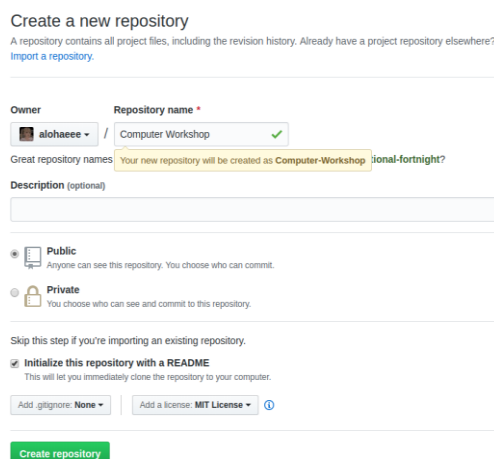 Create a new repository
A repository contains all project files, including the revision history. Already have a project repository elsewhere?
Import a repository.
Owner Repository name *
alohaeee / Computer Workshop
Great repository names
Your new repository will be created as Computer-Workshop
ional-fortnight?
Description (optional)
Public
Anyone can see this repository. You choose who can commit.
Private
You choose who can see and commit to this repository.
Skip this step if you're importing an existing repository.
Initialize this repository with a README
This will let you immediately clone the repository to your computer.
Add .gitignore: None Add a license: MIT License
Create repository